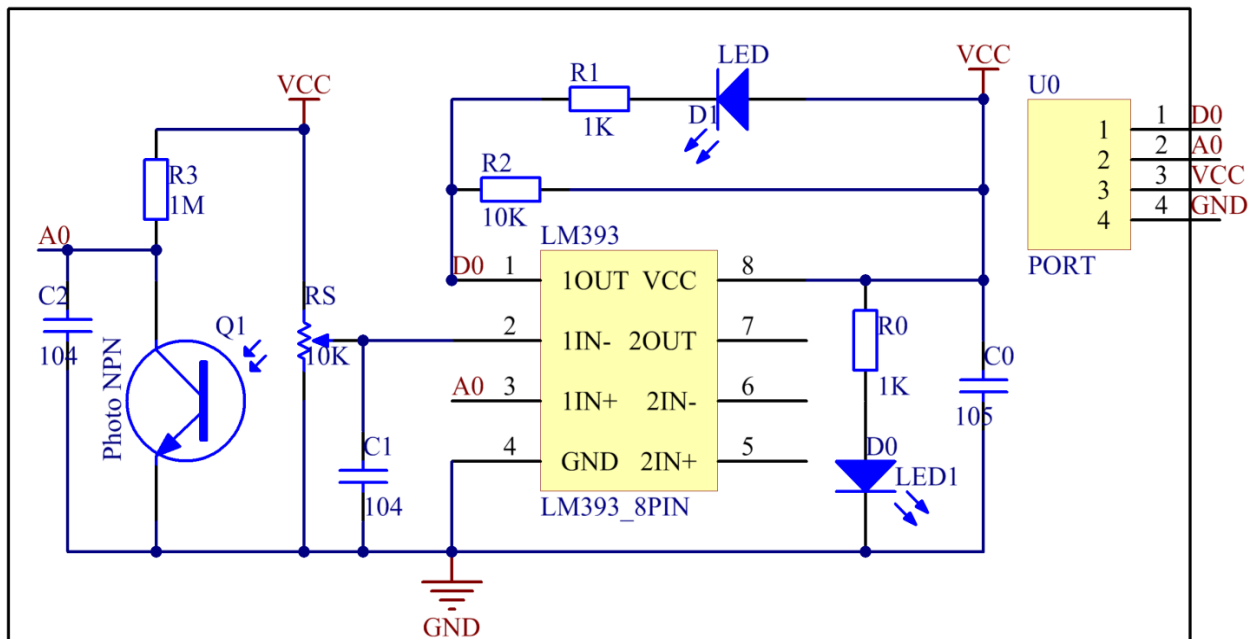 LED
VCC
U0
R1
D1
1K
1
1
D0
2
2
A0
3
3
VCC
4
4
GND
PORT
VCC
R3
1M
R2
10K
A0
LM393
D0
1
1OUT
VCC
8
C2
104
Q1
Photo NPN
RS
10K
2
1IN-
2OUT
7
R0
1K
C0
105
A0
3
1IN+
2IN-
6
C1
104
4
GND
2IN+
5
D0
LED1
LM393_8PIN
GND